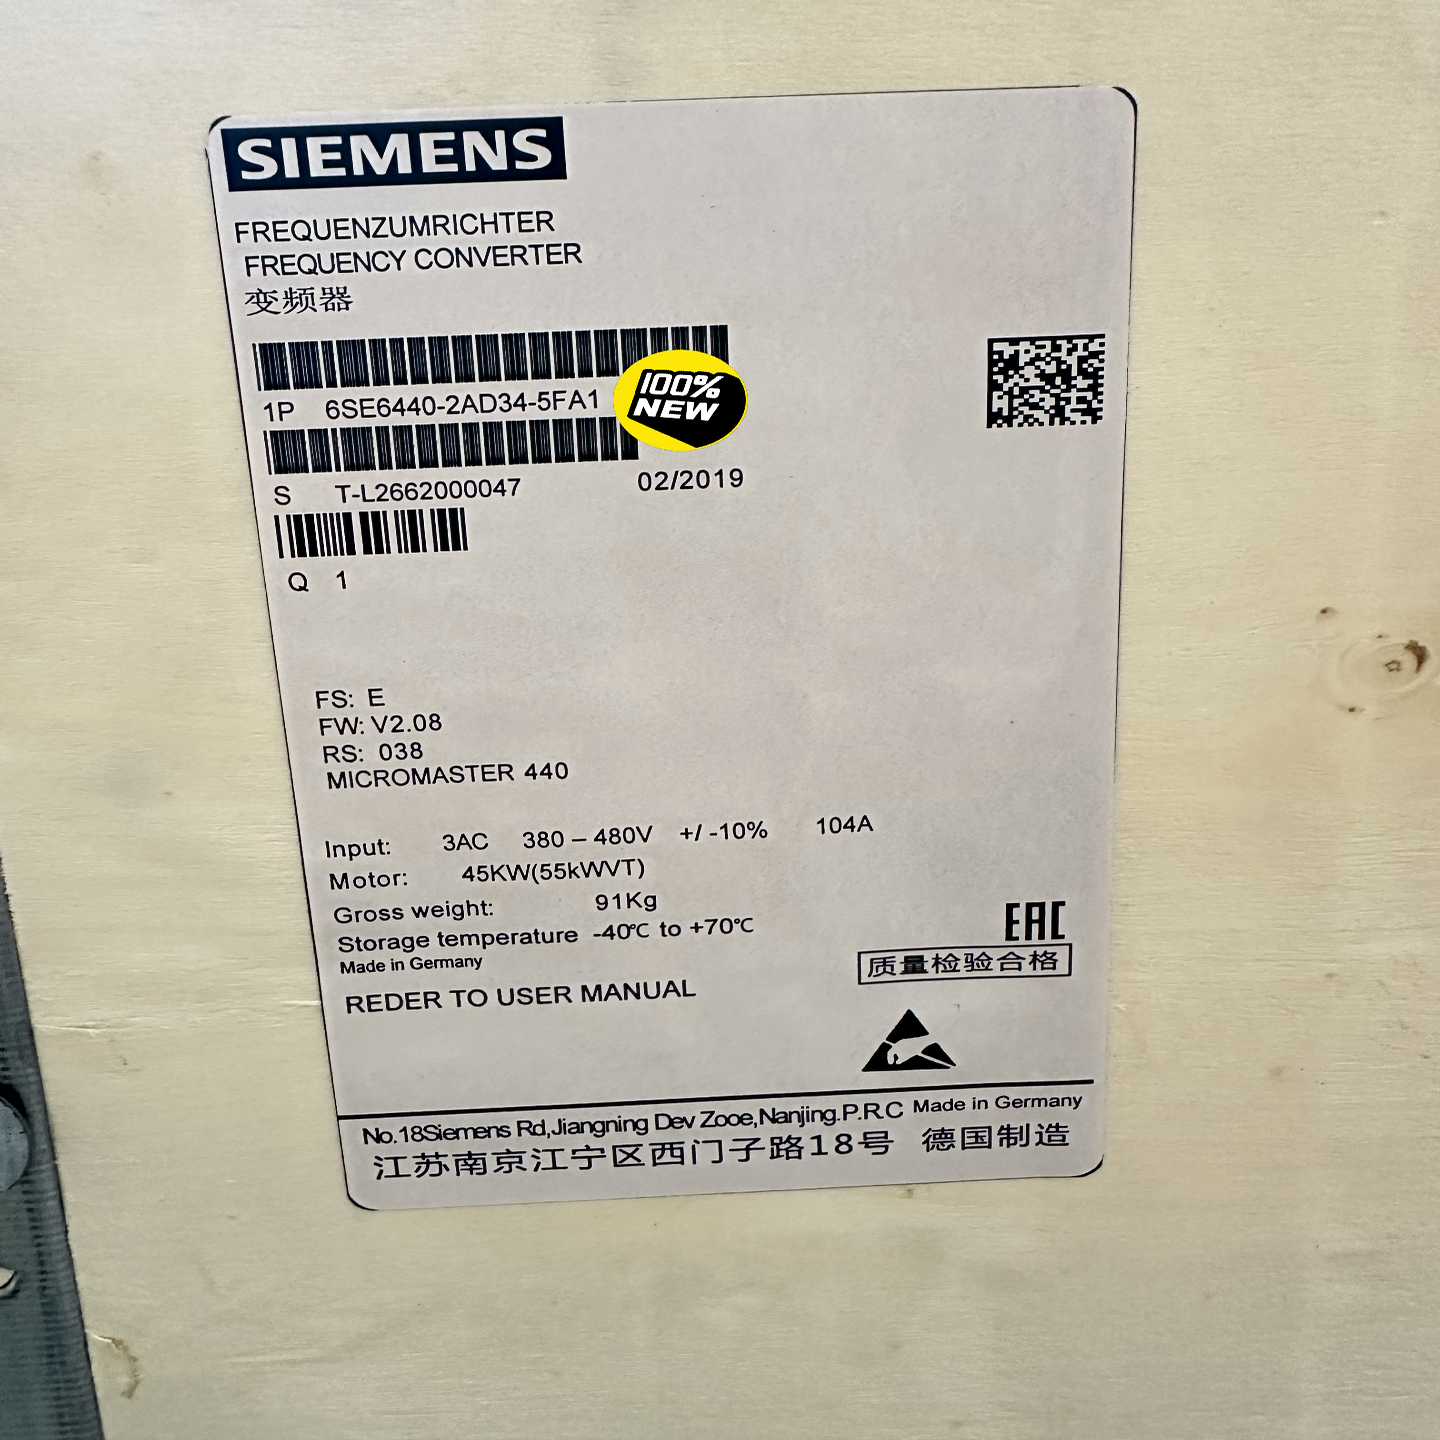 SIEMENS
FREQUENZUMRICHTER
FREQUENCY CONVERTER
变频器
1P 6SE6440-2AD34-5FA1
100%
NEW
S T-L2662000047 02/2019
Q 1
FS: E
FW: V2.08
RS: 038
MICROMASTER 440
Input: 3AC 380 – 480V +/ -10% 104A
Motor: 45KW(55kWVT)
Gross weight: 91Kg
Storage temperature -40℃ to +70℃
Made in Germany
REDER TO USER MANUAL
EAC
质量检验合格
No.18Siemens Rd,Jiangning Dev Zooe,Nanjing.P.R.C Made in Germany
江苏南京江宁区西门子路18号 德国制造